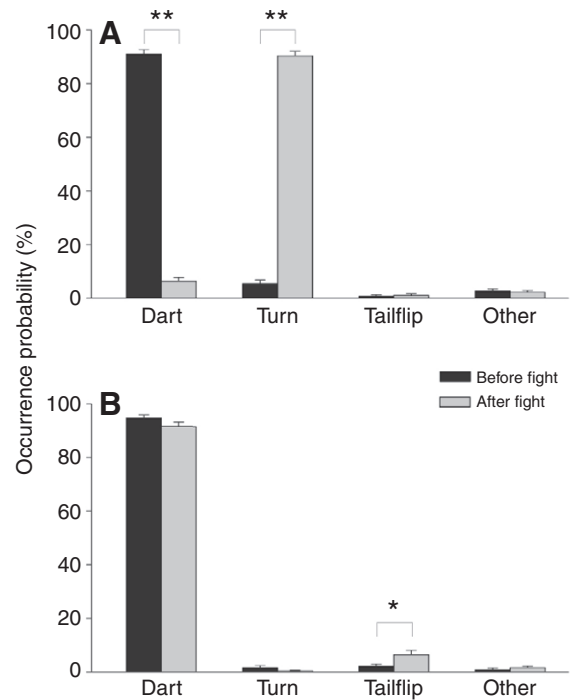 A
**
**
100
80
60
40
20
0
Dart Turn Tailflip Other
Occurrence probability (%)
Before fight
After fight
B
100
80
60
40
20
0
*
Dart Turn Tailflip Other